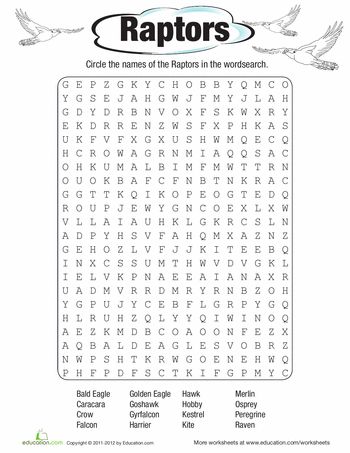 Raptors
Circle the names of the Raptors in the wordsearch.
G E P Z G K Y C H O B B Y Q M C O
Y G S E J A H G W J F M Y J L A H
G D Y D R B N V O X F S K W X R Y
E K D R R E N Z W S F X P H K A S
U K F V F X G X U S H W M Q E C Q
H C R O W A G R N M I A Q Q S A C
O H K U M A L B I M F M W T T R N
O U O K B A F C F N B T N K R A C
G G T T K Q I K O P E O G T E D Q
R O U P J E W Y G N C O E X L X W
V L L A I A U H K L G K R C S L N
A D P Y H S V F A H Q M X A Z N Z
G E H O Z L V F J J K I T E E B Q
I N X C S S U M T H W V D V G K L
I E L V K P N A E E A I A N A X R
U A D M V R R D M R Y N R Z B O H
Y G P U J Y C E B F L G R P Y G Q
H L R U H Z Q L Y Y Q I W I N O Q
A E Z K M D B C O A O O N F E Z X
A Q B A L D E A G L E S V O B R Z
N W P S H T K R W G O E N E H W Q
P H F P D F S C T K I F G P M Y C
Bald Eagle Golden Eagle Hawk Merlin
Caracara Goshawk Hobby Osprey
Crow Gyrfalcon Kestrel Peregrine
Falcon Harrier Kite Raven
education.com Copyright © 2011-2012 by Education.com
More worksheets at www.education.com/worksheets